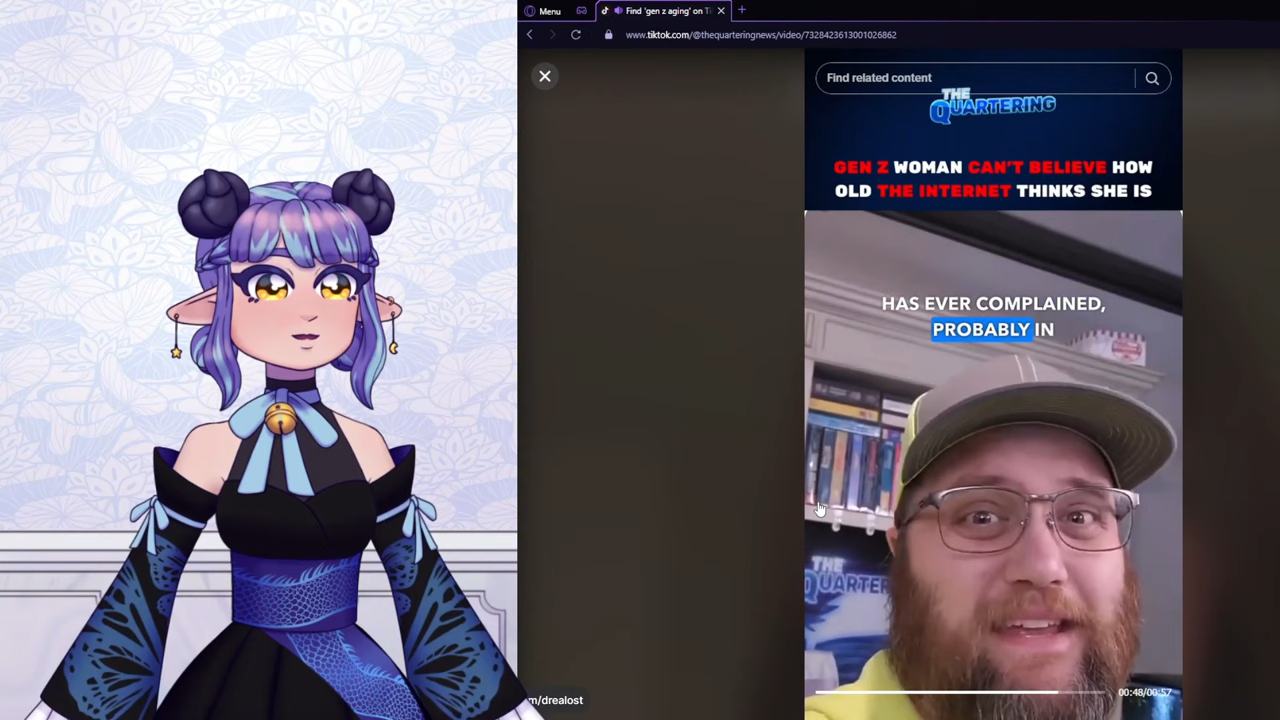 Menu
Find 'gen z aging' on Ti
www.tiktok.com/@thequarteringnews/video/7328423613001026862
Find related content
THE
QUARTERING
GEN Z WOMAN CAN'T BELIEVE HOW
OLD THE INTERNET THINKS SHE IS
HAS EVER COMPLAINED,
PROBABLY IN
THE
QUARTE
00:48/00:57
m/drealost